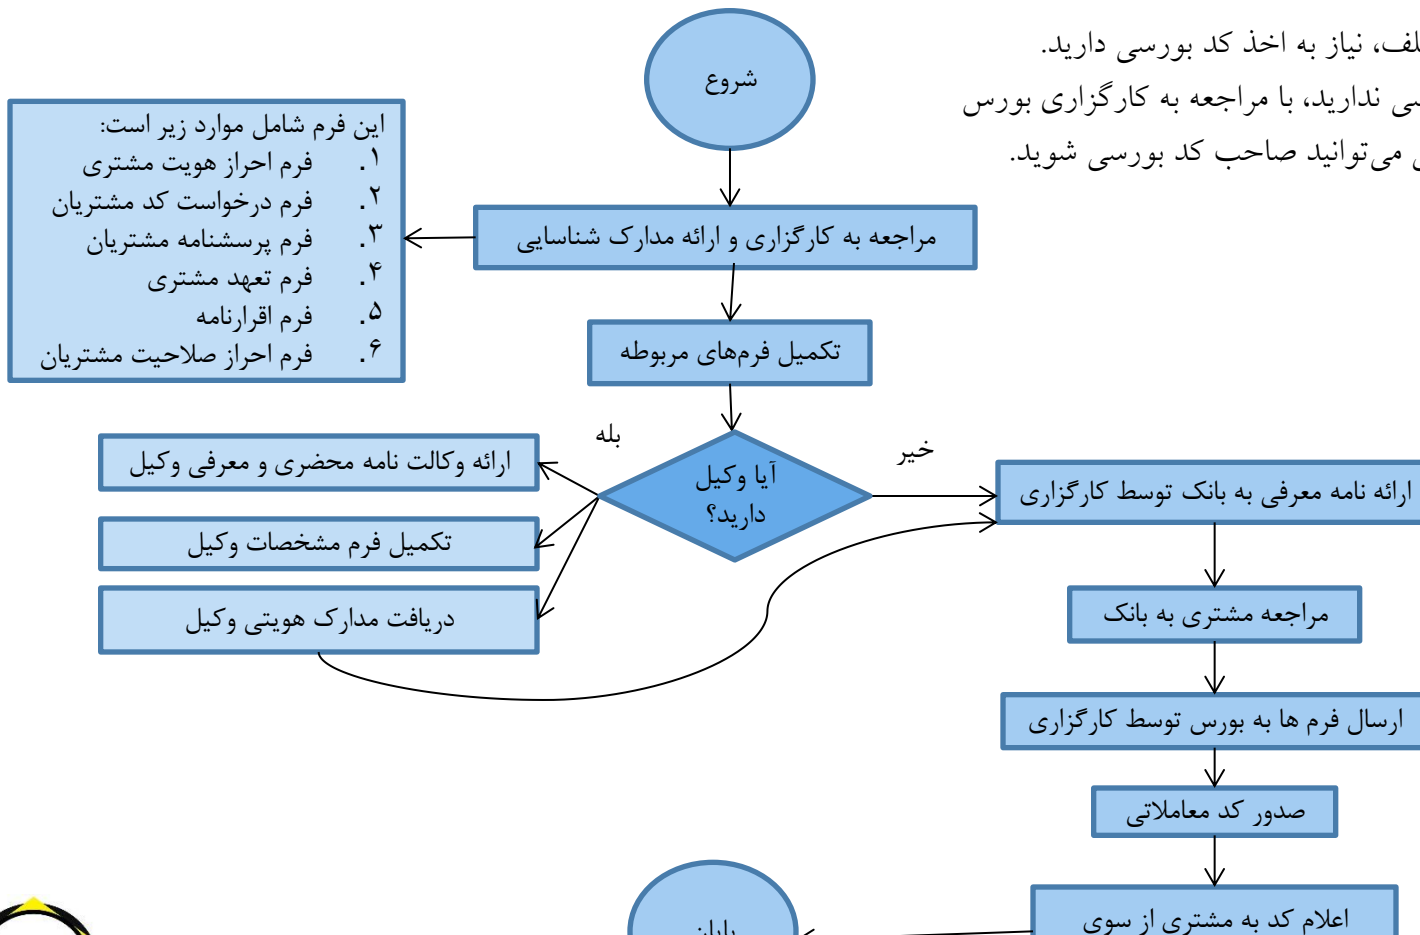 نیاز به اخذ کد بورسی دارید.
ندارید، با مراجعه به کارگزاری بورس
می‌توانید صاحب کد بورسی شوید.
شروع
مراجعه به کارگزاری و ارائه مدارک شناسایی
این فرم شامل موارد زیر است:
۱. فرم احراز هویت مشتری
۲. فرم درخواست کد مشتریان
۳. فرم پرسشنامه مشتریان
۴. فرم تعهد مشتری
۵. فرم اقرارنامه
۶. فرم احراز صلاحیت مشتریان
تکمیل فرم‌های مربوطه
آیا وکیل
دارید؟
بله
خیر
ارائه وکالت نامه محضری و معرفی وکیل
تکمیل فرم مشخصات وکیل
دریافت مدارک هویتی وکیل
ارائه نامه معرفی به بانک توسط کارگزاری
مراجعه مشتری به بانک
ارسال فرم ها به بورس توسط کارگزاری
صدور کد معاملاتی
اعلام کد به مشتری از سوی
پایان